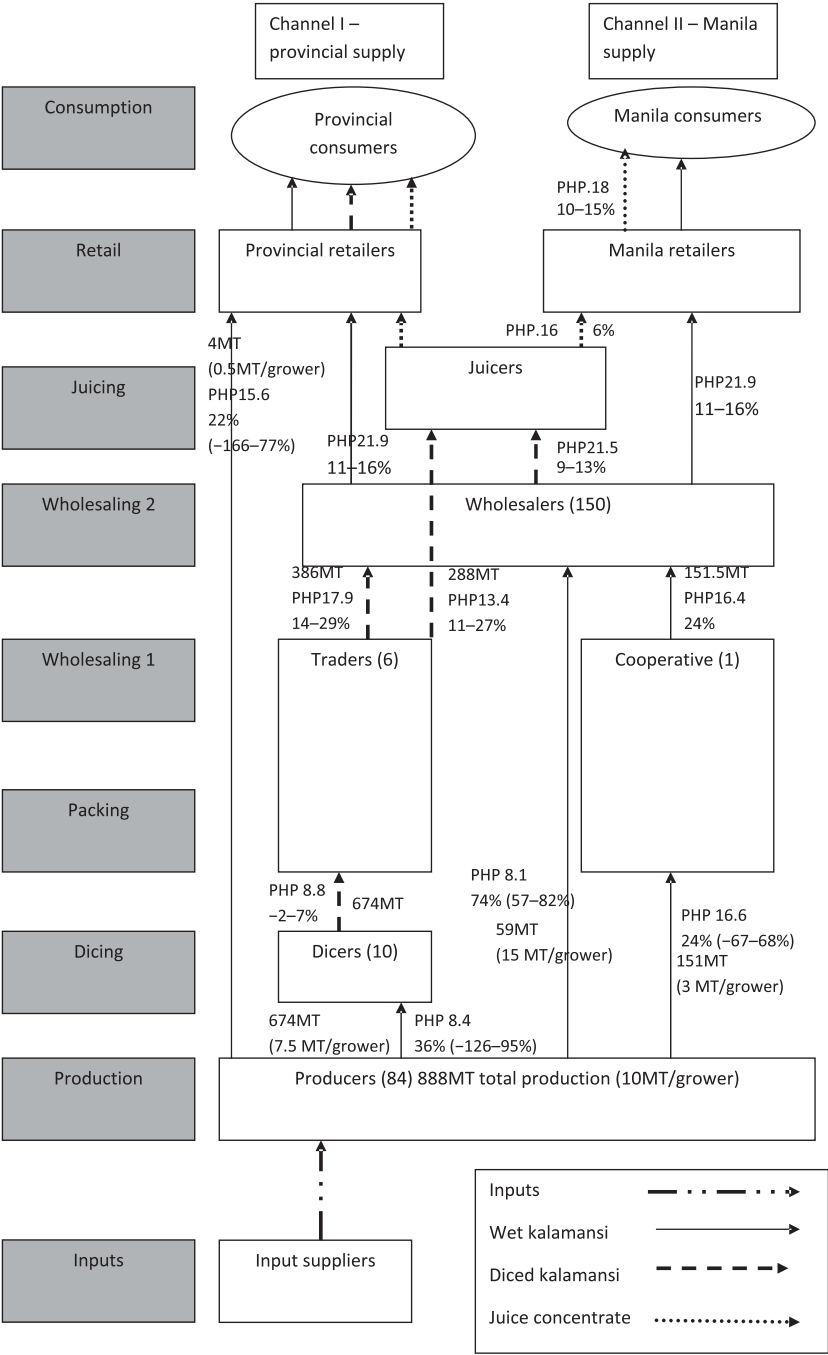 Channel I –
provincial supply
Channel II – Manila
supply
Consumption
Provincial
consumers
Manila consumers
PHP.18
10–15%
Retail
Provincial retailers
Manila retailers
4MT
(0.5MT/grower)
PHP15.6
22%
(−166–77%)
PHP.16
6%
Juicing
Juicers
PHP21.9
11–16%
PHP21.9
11–16%
PHP21.5
9–13%
Wholesaling 2
Wholesalers (150)
386MT
PHP17.9
14–29%
288MT
PHP13.4
11–27%
151.5MT
PHP16.4
24%
Wholesaling 1
Traders (6)
Cooperative (1)
Packing
PHP 8.8
−2–7%
674MT
PHP 8.1
74% (57–82%)
59MT
(15 MT/grower)
PHP 16.6
24% (−67–68%)
151MT
(3 MT/grower)
Dicing
Dicers (10)
674MT
(7.5 MT/grower)
PHP 8.4
36% (−126–95%)
Production
Producers (84) 888MT total production (10MT/grower)
Inputs
Input suppliers
Inputs
Wet kalamansi
Diced kalamansi
Juice concentrate